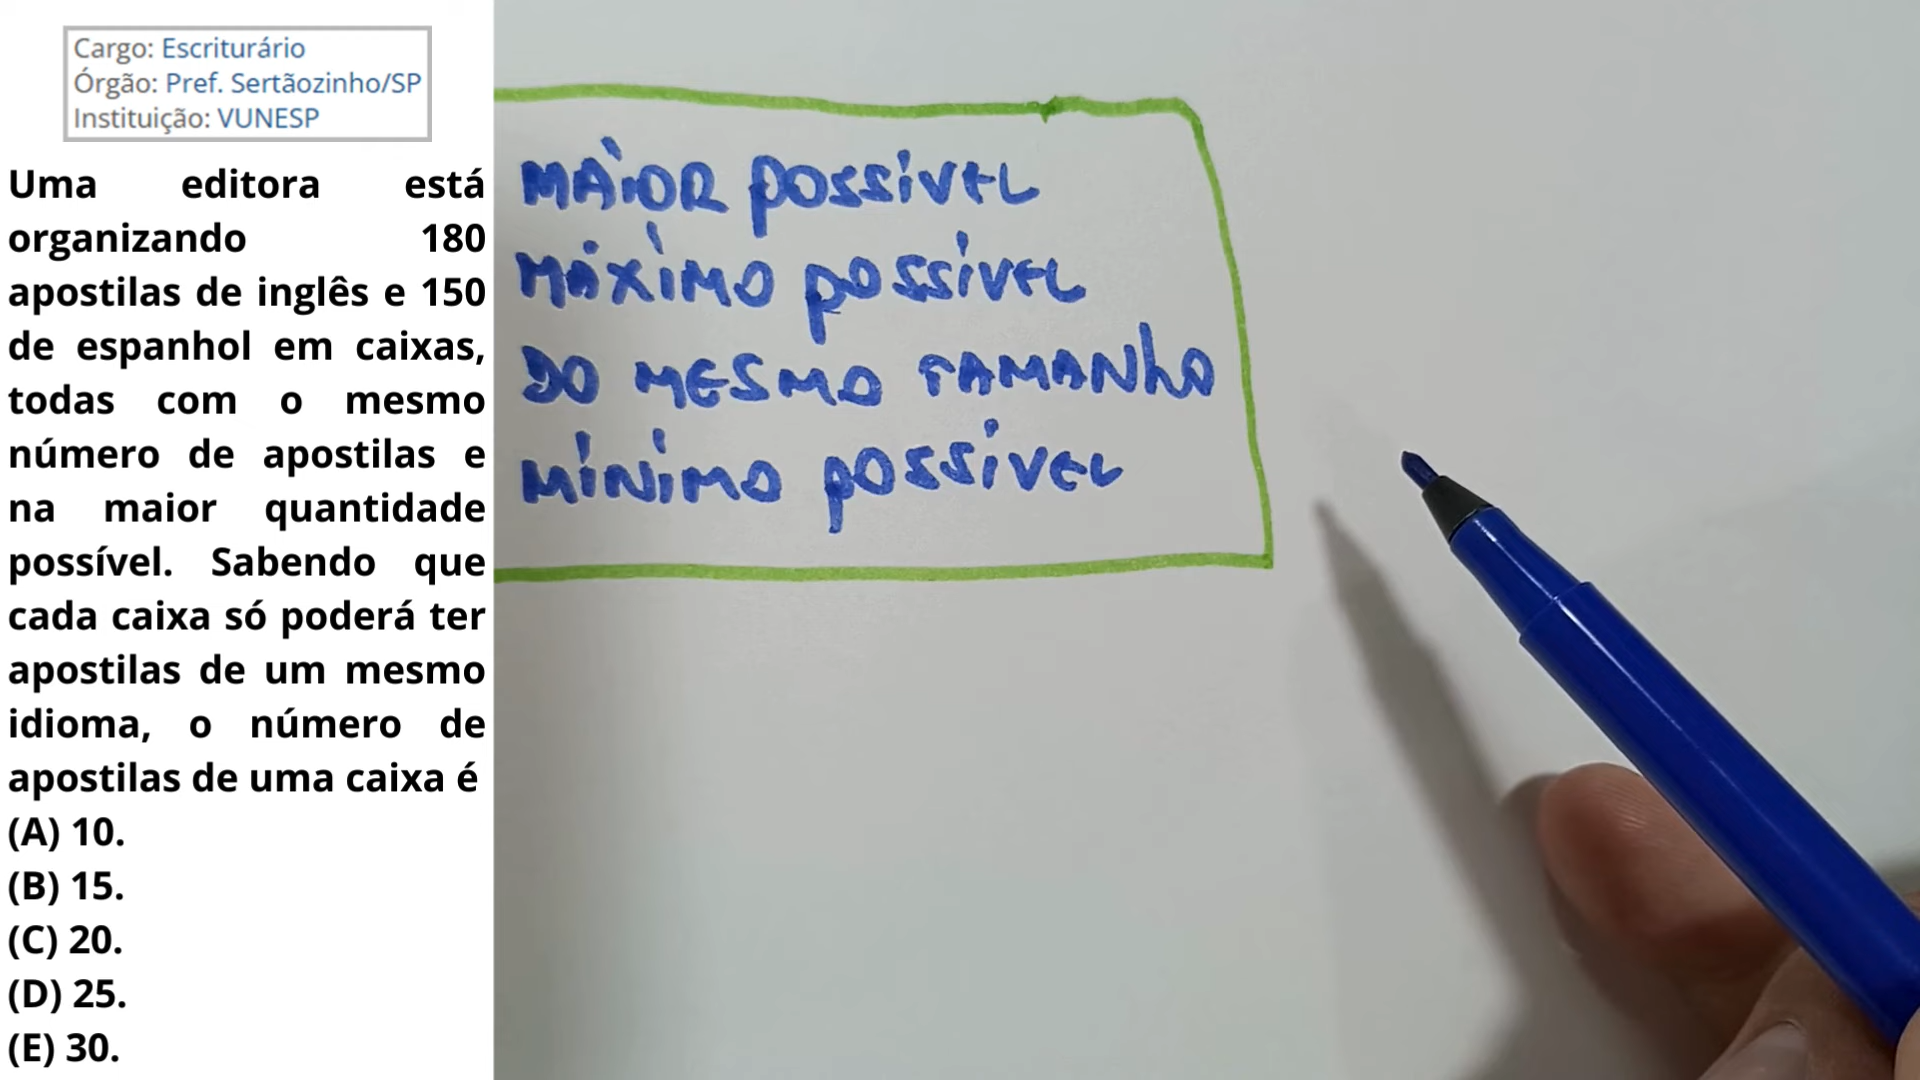 Cargo: Escriturário
Órgão: Pref. Sertãozinho/SP
Instituição: VUNESP
Uma editora está
organizando 180
apostilas de inglês e 150
de espanhol em caixas,
todas com o mesmo
número de apostilas e
na maior quantidade
possível. Sabendo que
cada caixa só poderá ter
apostilas de um mesmo
idioma, o número de
apostilas de uma caixa é
(A) 10.
(B) 15.
(C) 20.
(D) 25.
(E) 30.
MAIOR POSSÍVEL
MÁXIMO POSSÍVEL
DO MESMO TAMANHO
MÍNIMO POSSÍVEL